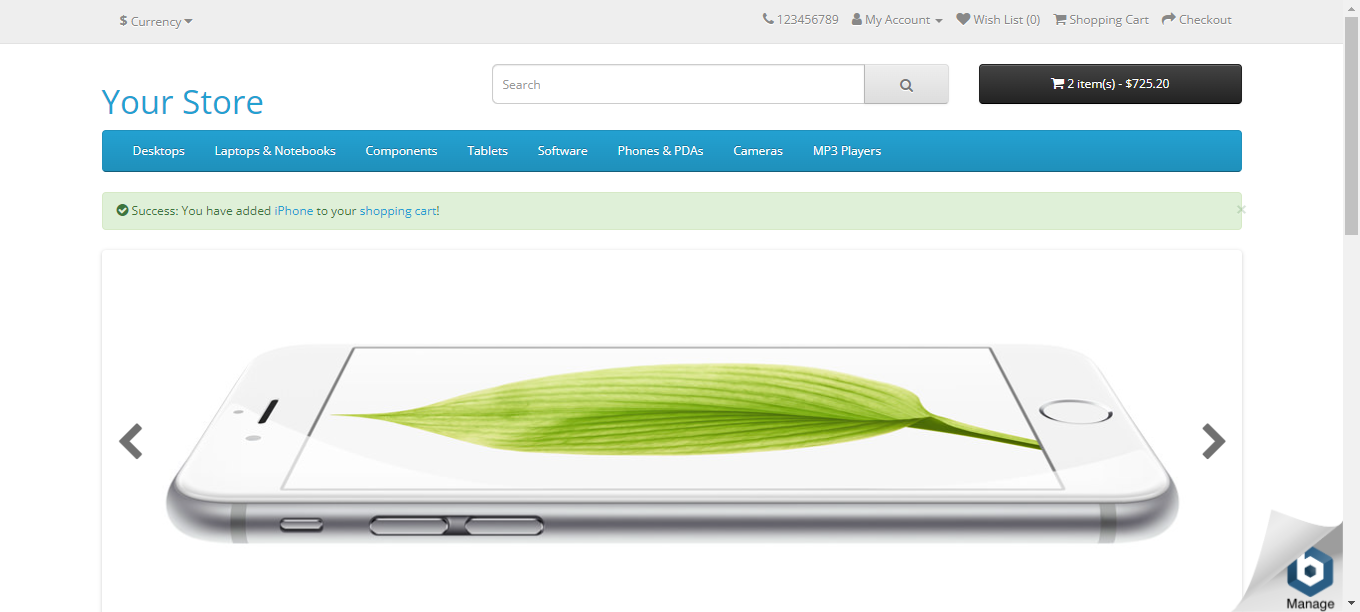 $ Currency
123456789 My Account Wish List (0) Shopping Cart Checkout
Your Store
Search
2 item(s) - $725.20
Desktops Laptops & Notebooks Components Tablets Software Phones & PDAs Cameras MP3 Players
Success: You have added iPhone to your shopping cart!
×
b
Manage